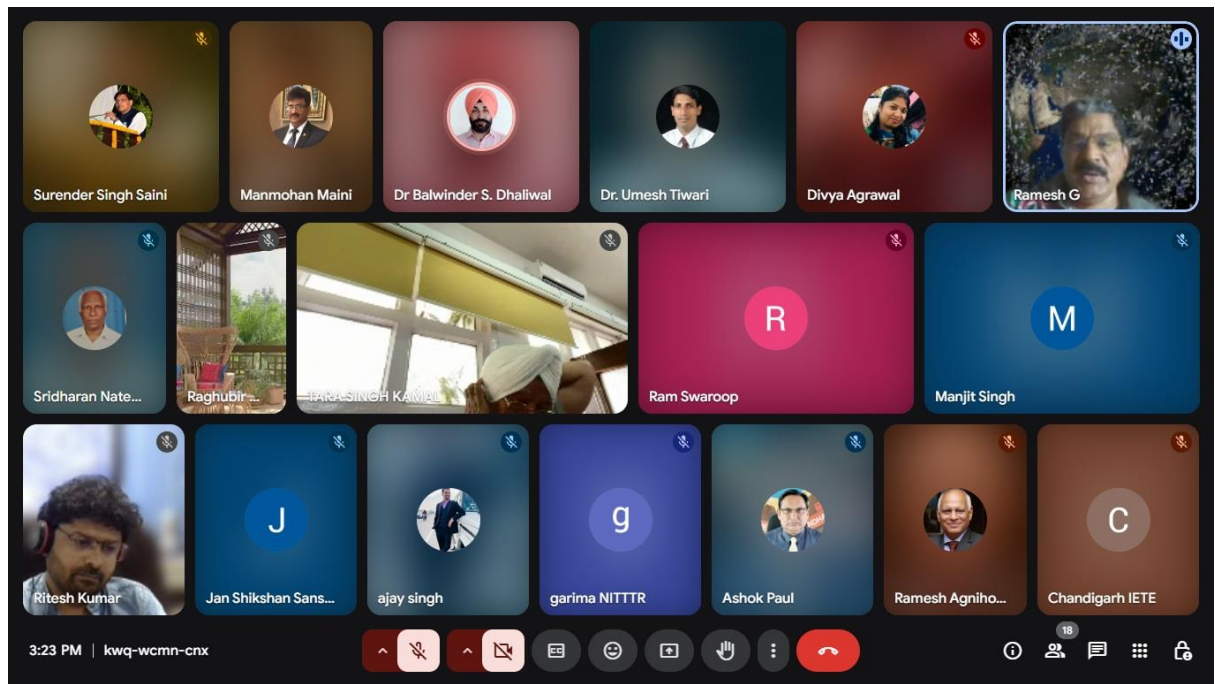 Surender Singh Saini
Manmohan Maini
Dr Balwinder S. Dhaliwal
Dr. Umesh Tiwari
Divya Agrawal
Ramesh G
Sridharan Nate...
Raghubir ...
TARA SINGH KAMAL
R
Ram Swaroop
M
Manjit Singh
Ritesh Kumar
J
Jan Shikshan Sans...
ajay singh
g
garima NITTTR
Ashok Paul
Ramesh Agniho...
C
Chandigarh IETE
3:23 PM | kwq-wcmn-cnx
CC
18